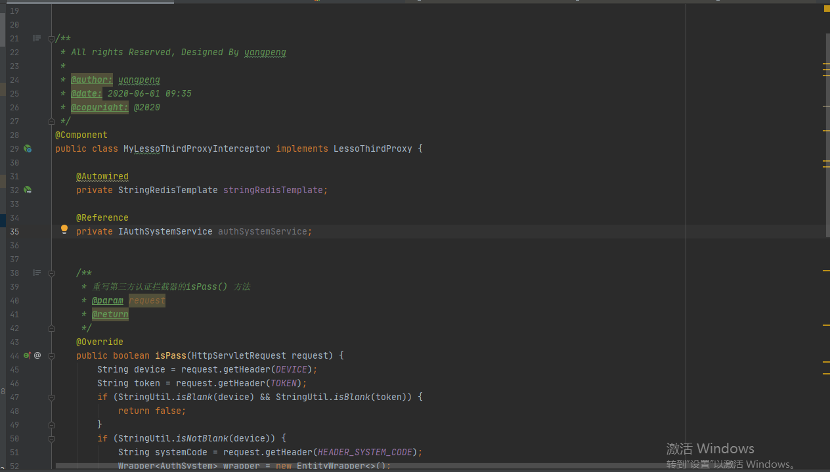 19
20
21 /**
22 * All rights Reserved, Designed By yangpeng
23 *
24 * @author: yangpeng
25 * @date: 2020-06-01 09:35
26 * @copyright: @2020
27 */
28 @Component
29 public class MyLessoThirdProxyInterceptor implements LessoThirdProxy {
30
31 @Autowired
32 private StringRedisTemplate stringRedisTemplate;
33
34 @Reference
35 private IAuthSystemService authSystemService;
36
37
38 /**
39 * 重写第三方认证拦截器的isPass() 方法
40 * @param request
41 * @return
42 */
43 @Override
44 @ public boolean isPass(HttpServletRequest request) {
45 String device = request.getHeader(DEVICE);
46 String token = request.getHeader(TOKEN);
47 if (StringUtil.isBlank(device) && StringUtil.isBlank(token)) {
48 return false;
49 }
50 if (StringUtil.isNotBlank(device)) {
51 String systemCode = request.getHeader(HEADER_SYSTEM_CODE);
52 Wrapper<AuthSystem> wrapper = new EntityWrapper<>();
激活 Windows
转到"设置"以激活 Windows。